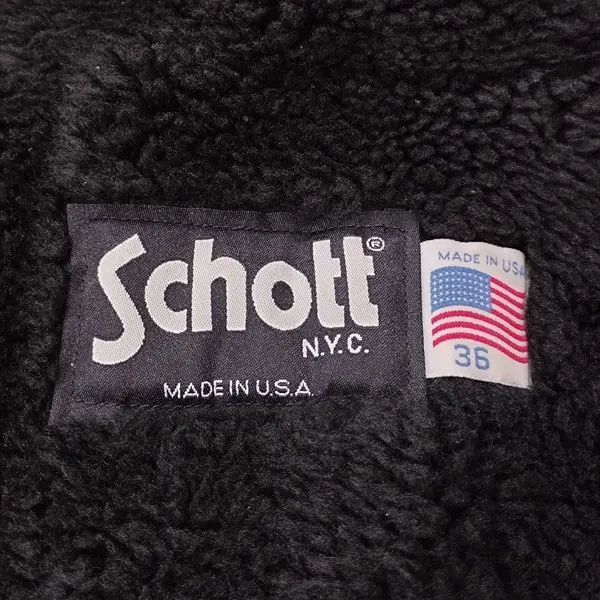 Schott®
N.Y.C.
MADE IN U.S.A.
MADE IN USA
36